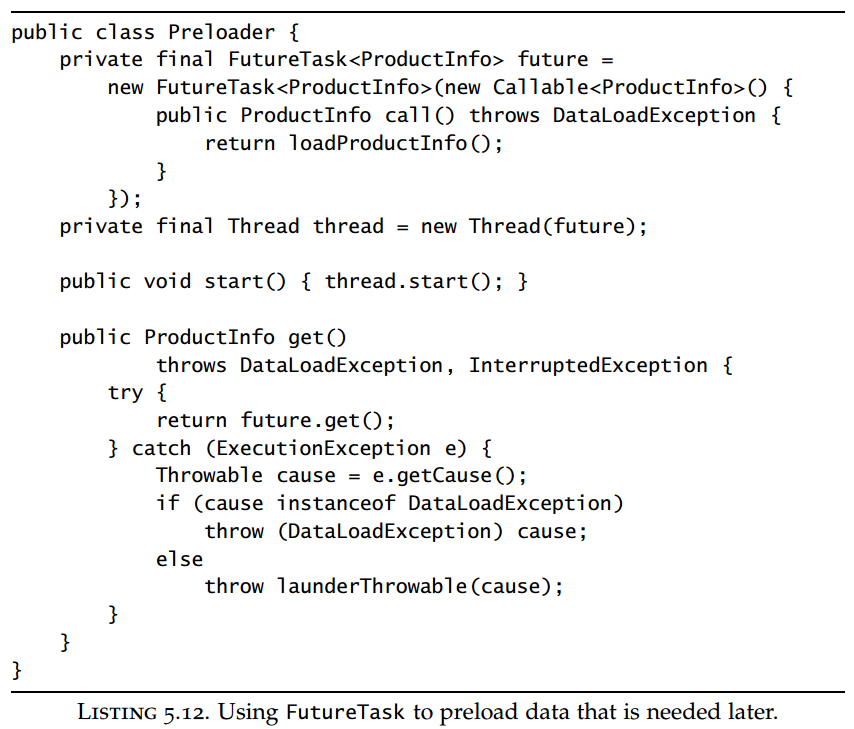 public class Preloader {
    private final FutureTask<ProductInfo> future =
        new FutureTask<ProductInfo>(new Callable<ProductInfo>() {
            public ProductInfo call() throws DataLoadException {
                return loadProductInfo();
            }
        });
    private final Thread thread = new Thread(future);

    public void start() { thread.start(); }

    public ProductInfo get()
            throws DataLoadException, InterruptedException {
        try {
            return future.get();
        } catch (ExecutionException e) {
            Throwable cause = e.getCause();
            if (cause instanceof DataLoadException)
                throw (DataLoadException) cause;
            else
                throw launderThrowable(cause);
        }
    }
}
Listing 5.12. Using FutureTask to preload data that is needed later.